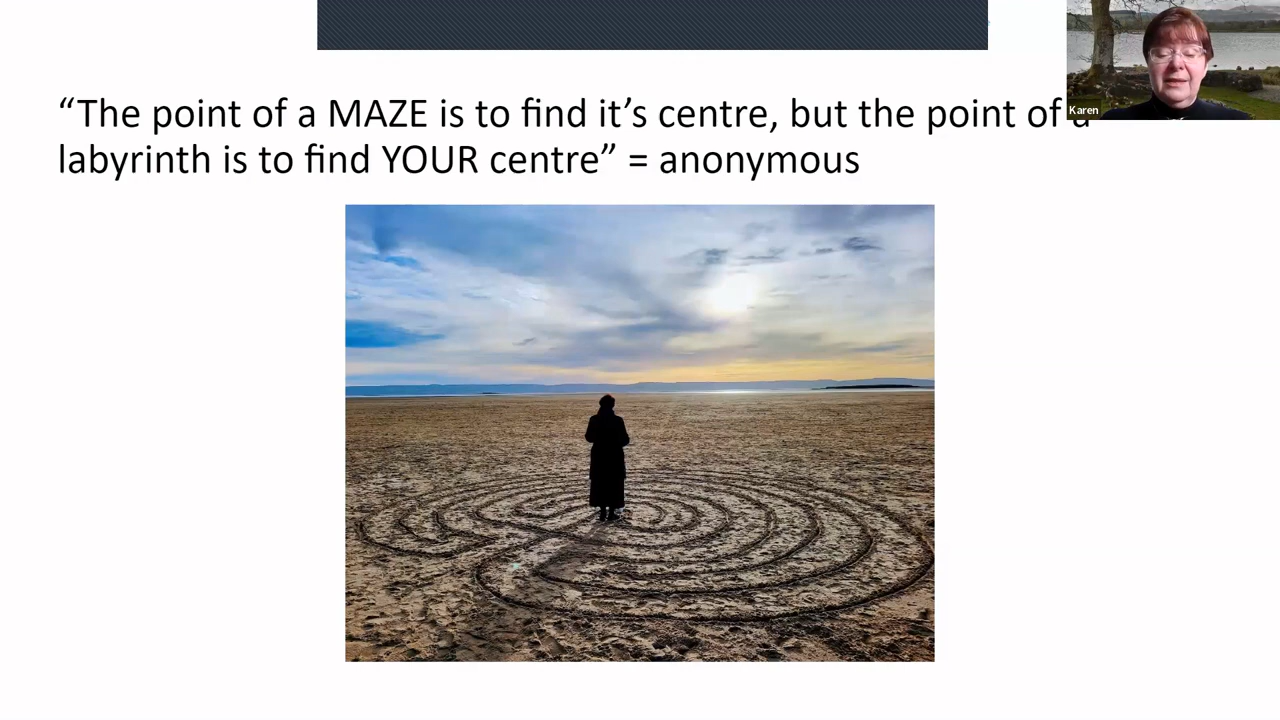 “The point of a MAZE is to find it’s centre, but the point of a
labyrinth is to find YOUR centre” = anonymous
Karen